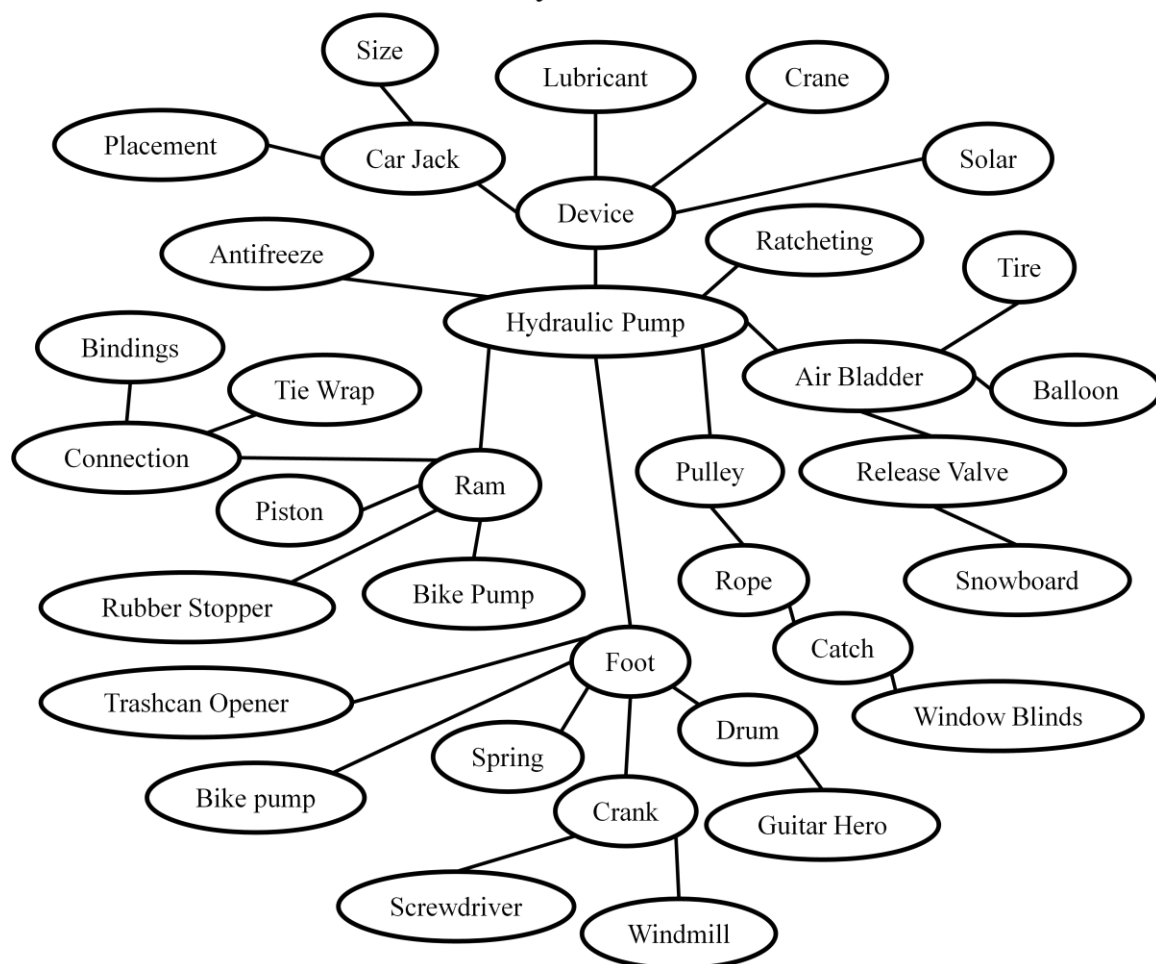 Size
Lubricant
Crane
Placement
Car Jack
Solar
Device
Antifreeze
Ratcheting
Tire
Hydraulic Pump
Bindings
Tie Wrap
Air Bladder
Balloon
Connection
Ram
Pulley
Release Valve
Piston
Rope
Snowboard
Rubber Stopper
Bike Pump
Catch
Foot
Trashcan Opener
Drum
Window Blinds
Spring
Bike pump
Crank
Guitar Hero
Screwdriver
Windmill